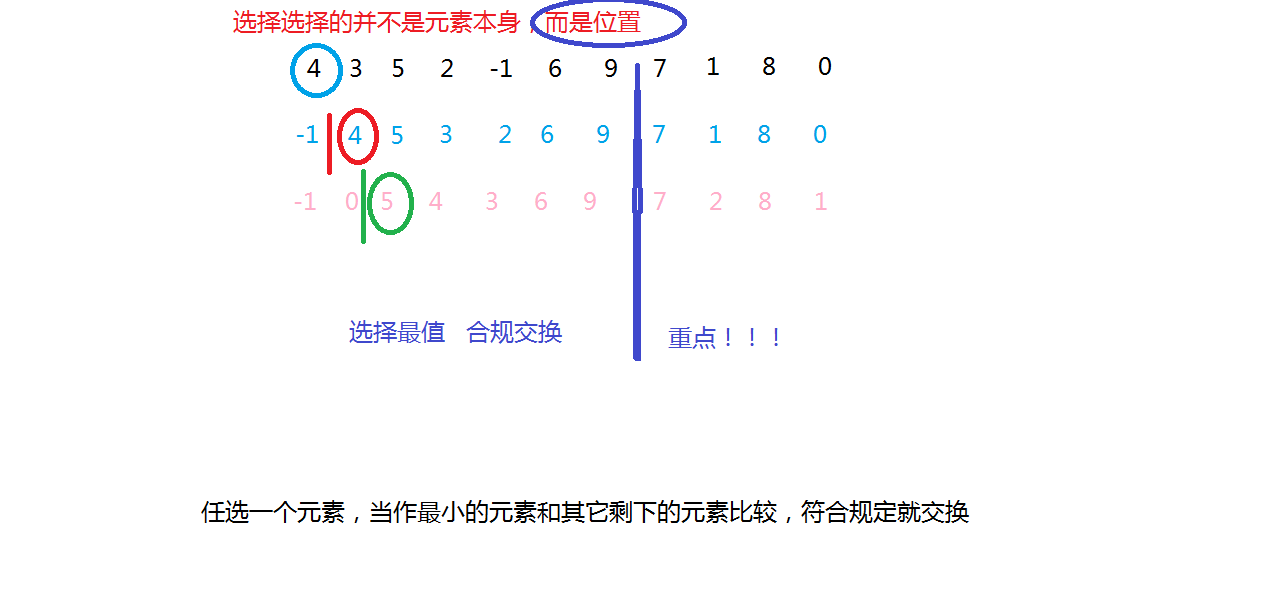 选择选择的并不是元素本身，而是位置
4 3 5 2 -1 6 9 7 1 8 0
-1 4 5 3 2 6 9 7 1 8 0
-1 0 5 4 3 6 9 7 2 8 1
选择最值 合规交换 重点！！！
任选一个元素，当作最小的元素和其它剩下的元素比较，符合规定就交换